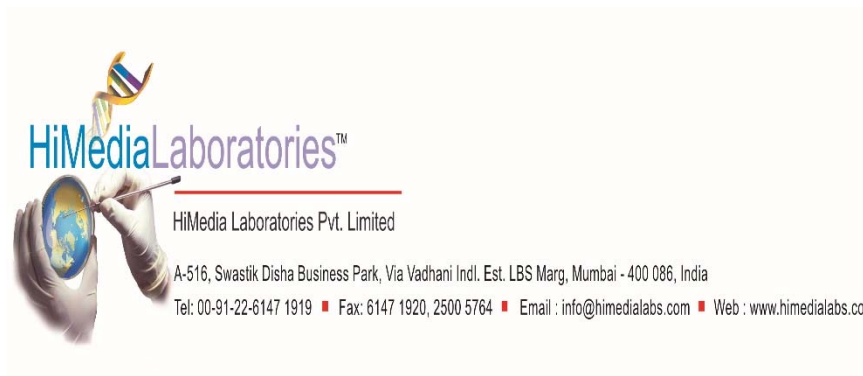 HiMediaLaboratories™
HiMedia Laboratories Pvt. Limited
A-516, Swastik Disha Business Park, Via Vadhani Indl. Est. LBS Marg, Mumbai - 400 086, India
Tel: 00-91-22-6147 1919 ■ Fax: 6147 1920, 2500 5764 ■ Email : info@himedialabs.com ■ Web : www.himedialabs.co